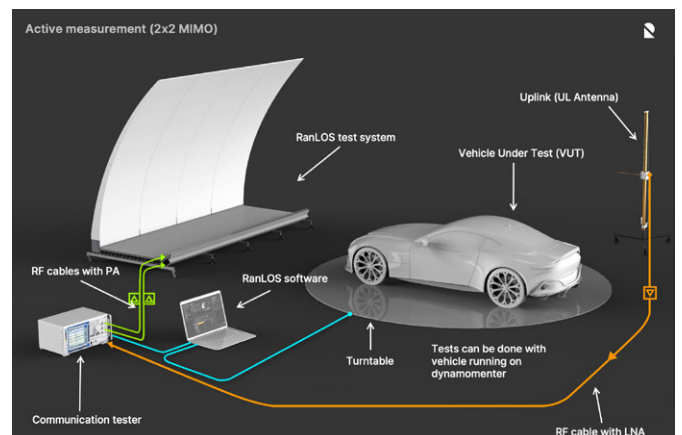 Active measurement (2x2 MIMO)
Uplink (UL Antenna)
RanLOS test system
Vehicle Under Test (VUT)
RF cables with PA
RanLOS software
Turntable
Tests can be done with
vehicle running on
dynamomenter
Communication tester
RF cable with LNA